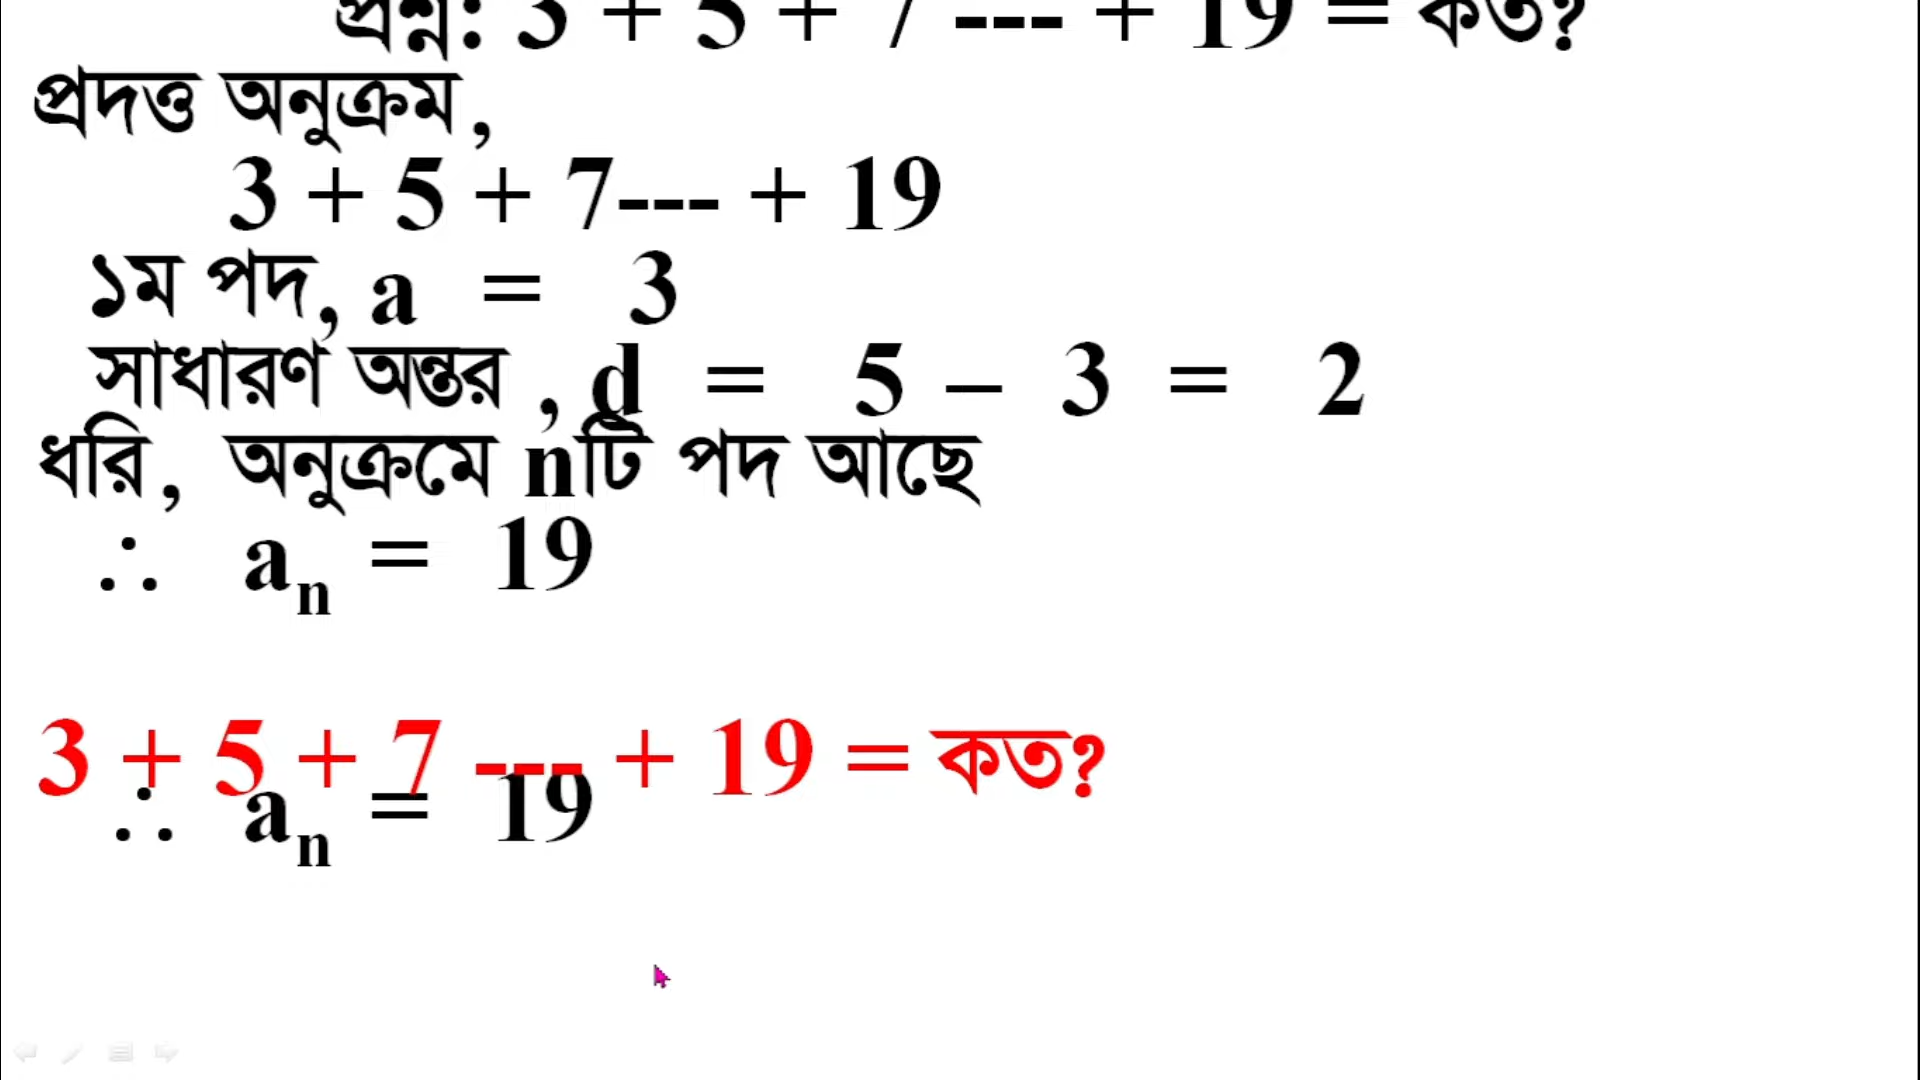 প্রশ্ন: 3 + 5 + 7 --- + 19 = কত?
প্রদত্ত অনুক্রম,
3 + 5 + 7--- + 19
১ম পদ, a = 3
সাধারণ অন্তর , d = 5 – 3 = 2
ধরি, অনুক্রমে nটি পদ আছে
∴ aₙ = 19
3 + 5 + 7 --- + 19 = কত?
∴ aₙ = 19